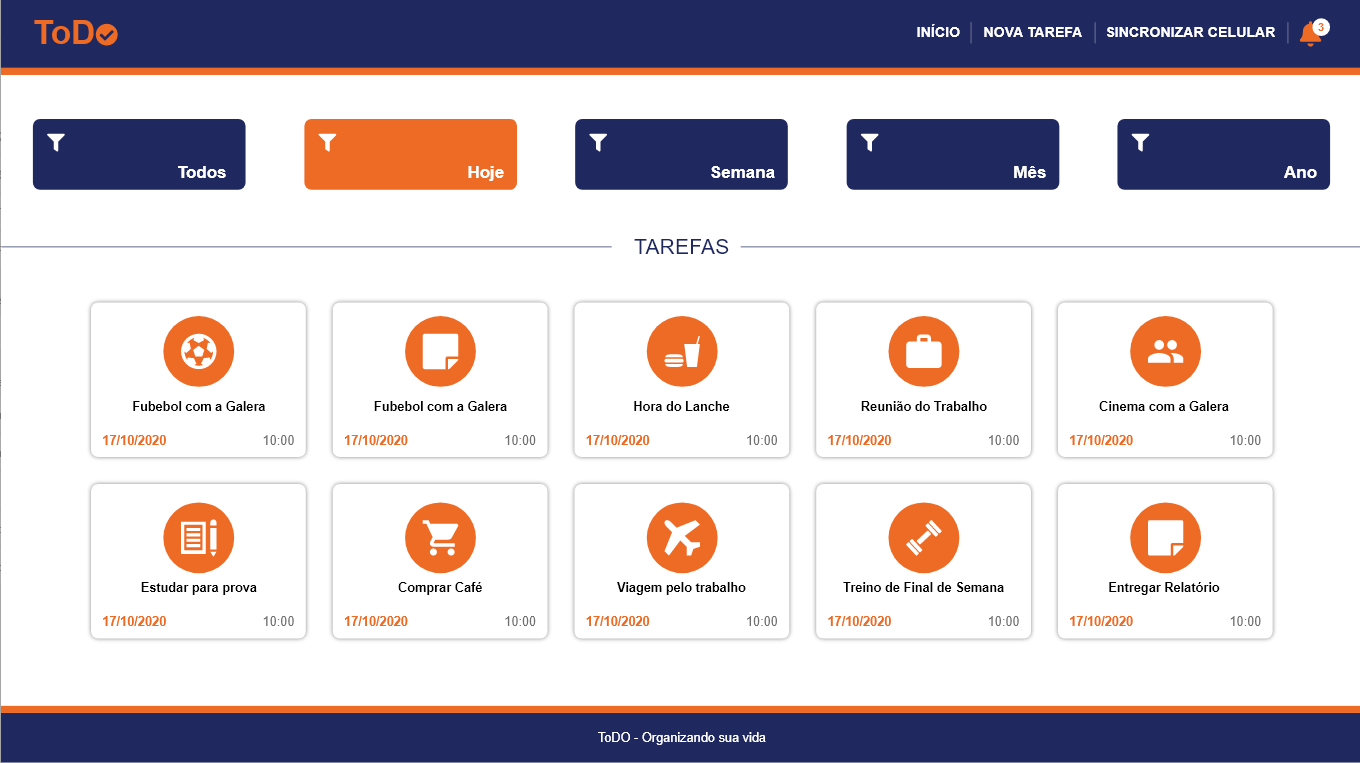 ToDO
INÍCIO NOVA TAREFA SINCRONIZAR CELULAR 3
Todos Hoje Semana Mês Ano
TAREFAS
Fubebol com a Galera
17/10/2020 10:00
Fubebol com a Galera
17/10/2020 10:00
Hora do Lanche
17/10/2020 10:00
Reunião do Trabalho
17/10/2020 10:00
Cinema com a Galera
17/10/2020 10:00
Estudar para prova
17/10/2020 10:00
Comprar Café
17/10/2020 10:00
Viagem pelo trabalho
17/10/2020 10:00
Treino de Final de Semana
17/10/2020 10:00
Entregar Relatório
17/10/2020 10:00
ToDO - Organizando sua vida